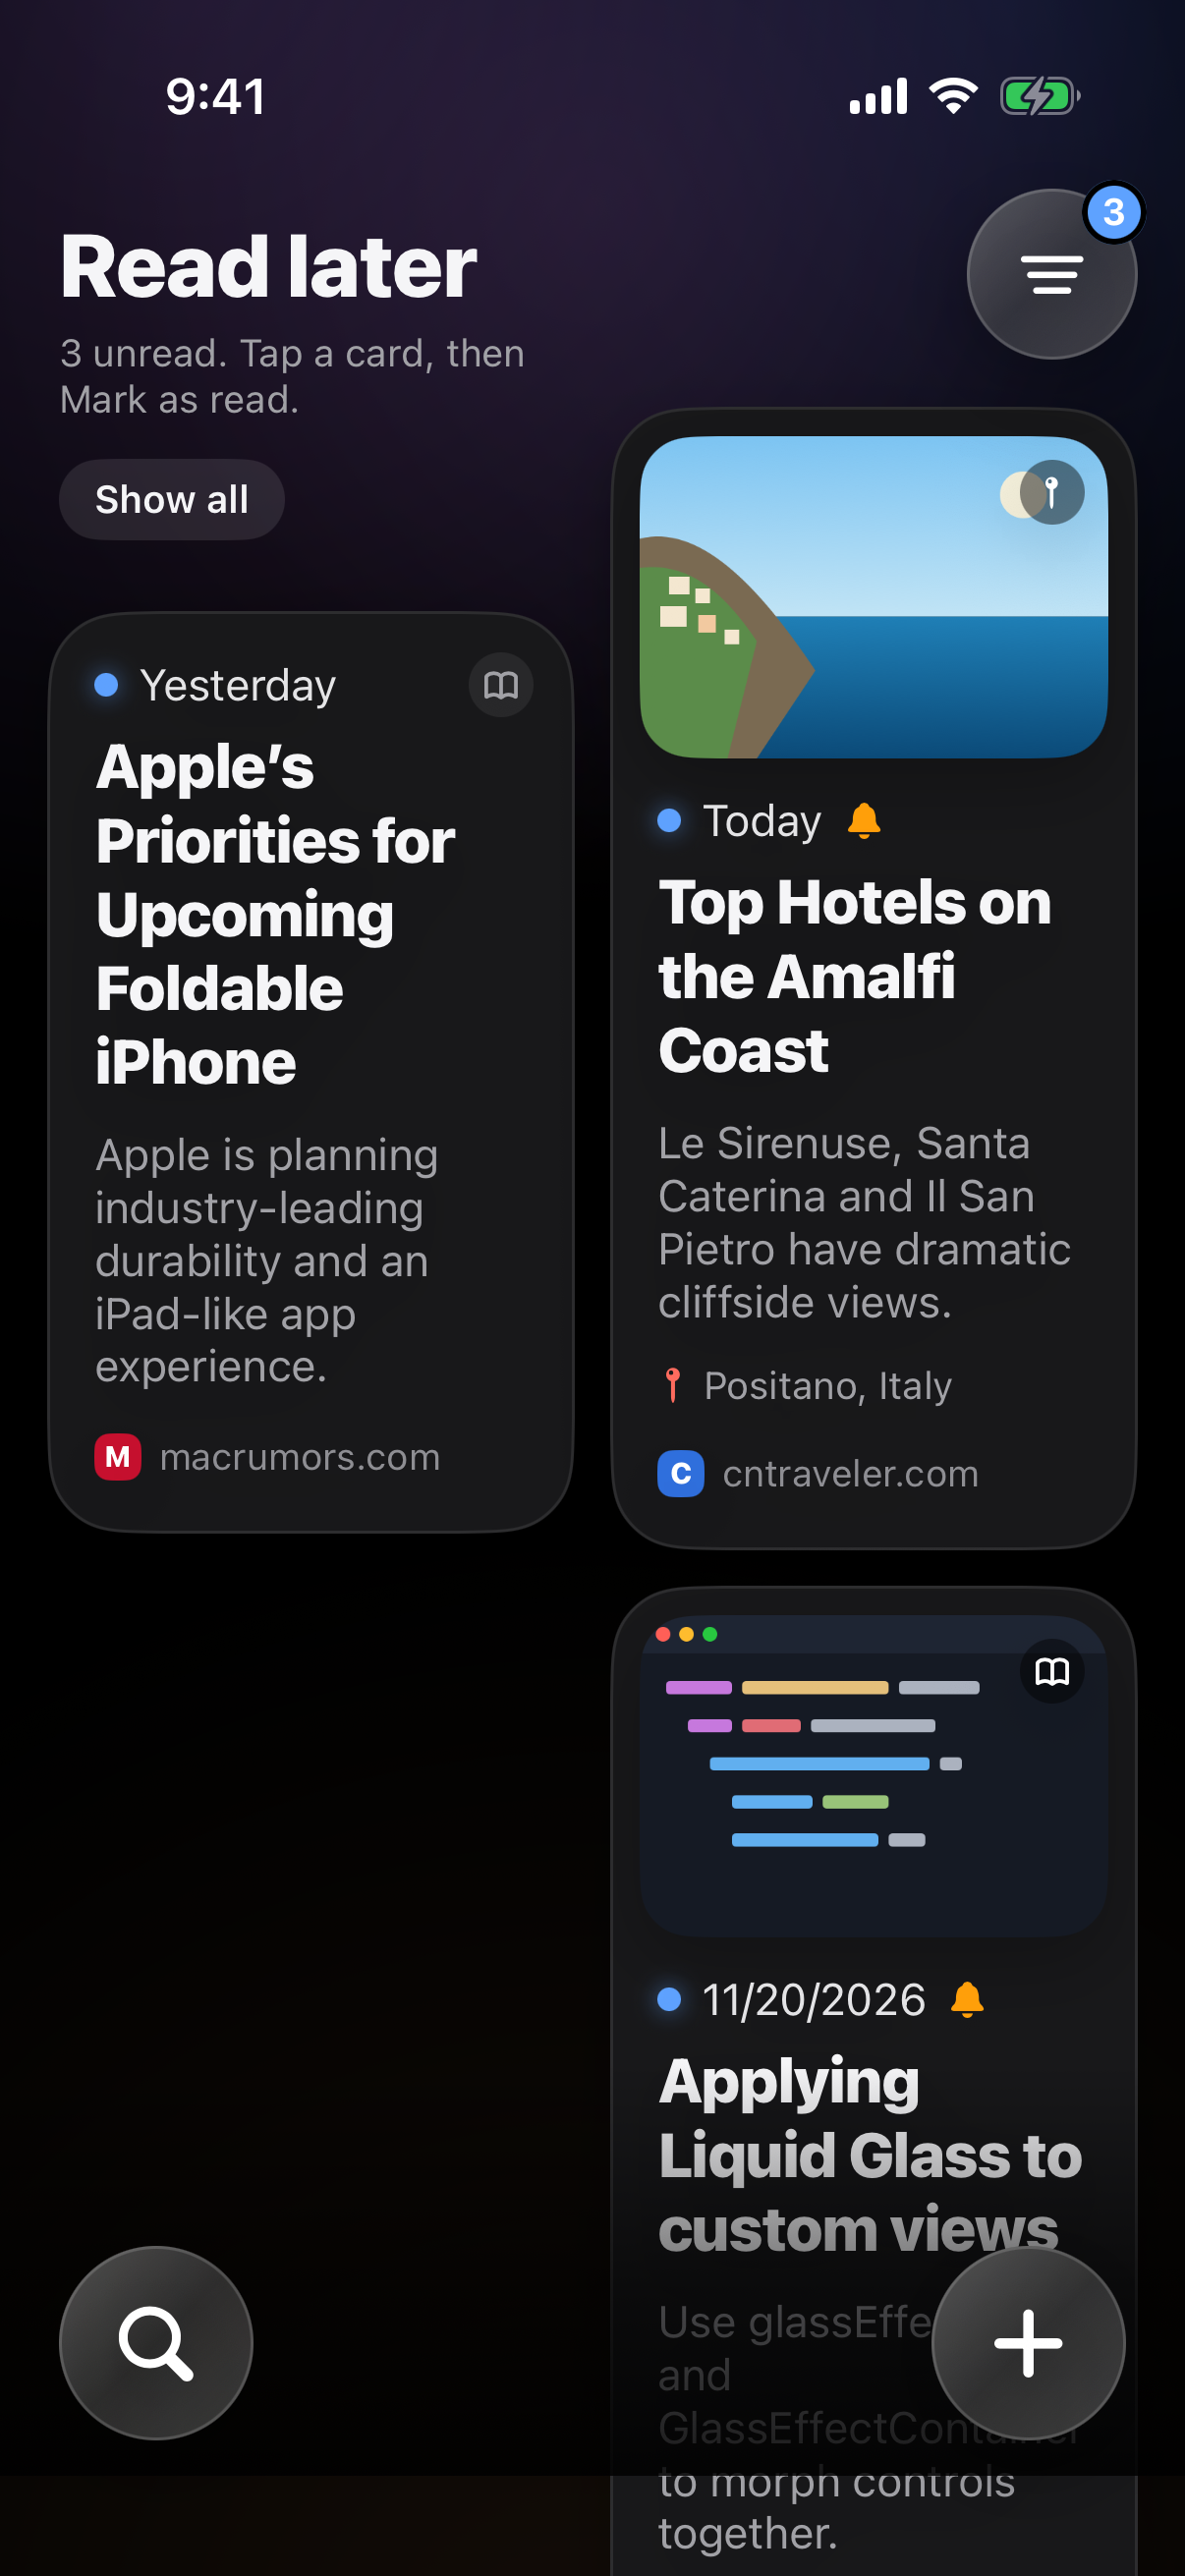 9:41
3
Read later
3 unread. Tap a card, then
Mark as read.
Show all
Yesterday
Apple’s
Priorities for
Upcoming
Foldable
iPhone
Apple is planning
industry-leading
durability and an
iPad-like app
experience.
M macrumors.com
Today
Top Hotels on
the Amalfi
Coast
Le Sirenuse, Santa
Caterina and Il San
Pietro have dramatic
cliffside views.
Positano, Italy
C cntraveler.com
11/20/2026
Applying
Liquid Glass to
custom views
Use
and
to morph controls
together.